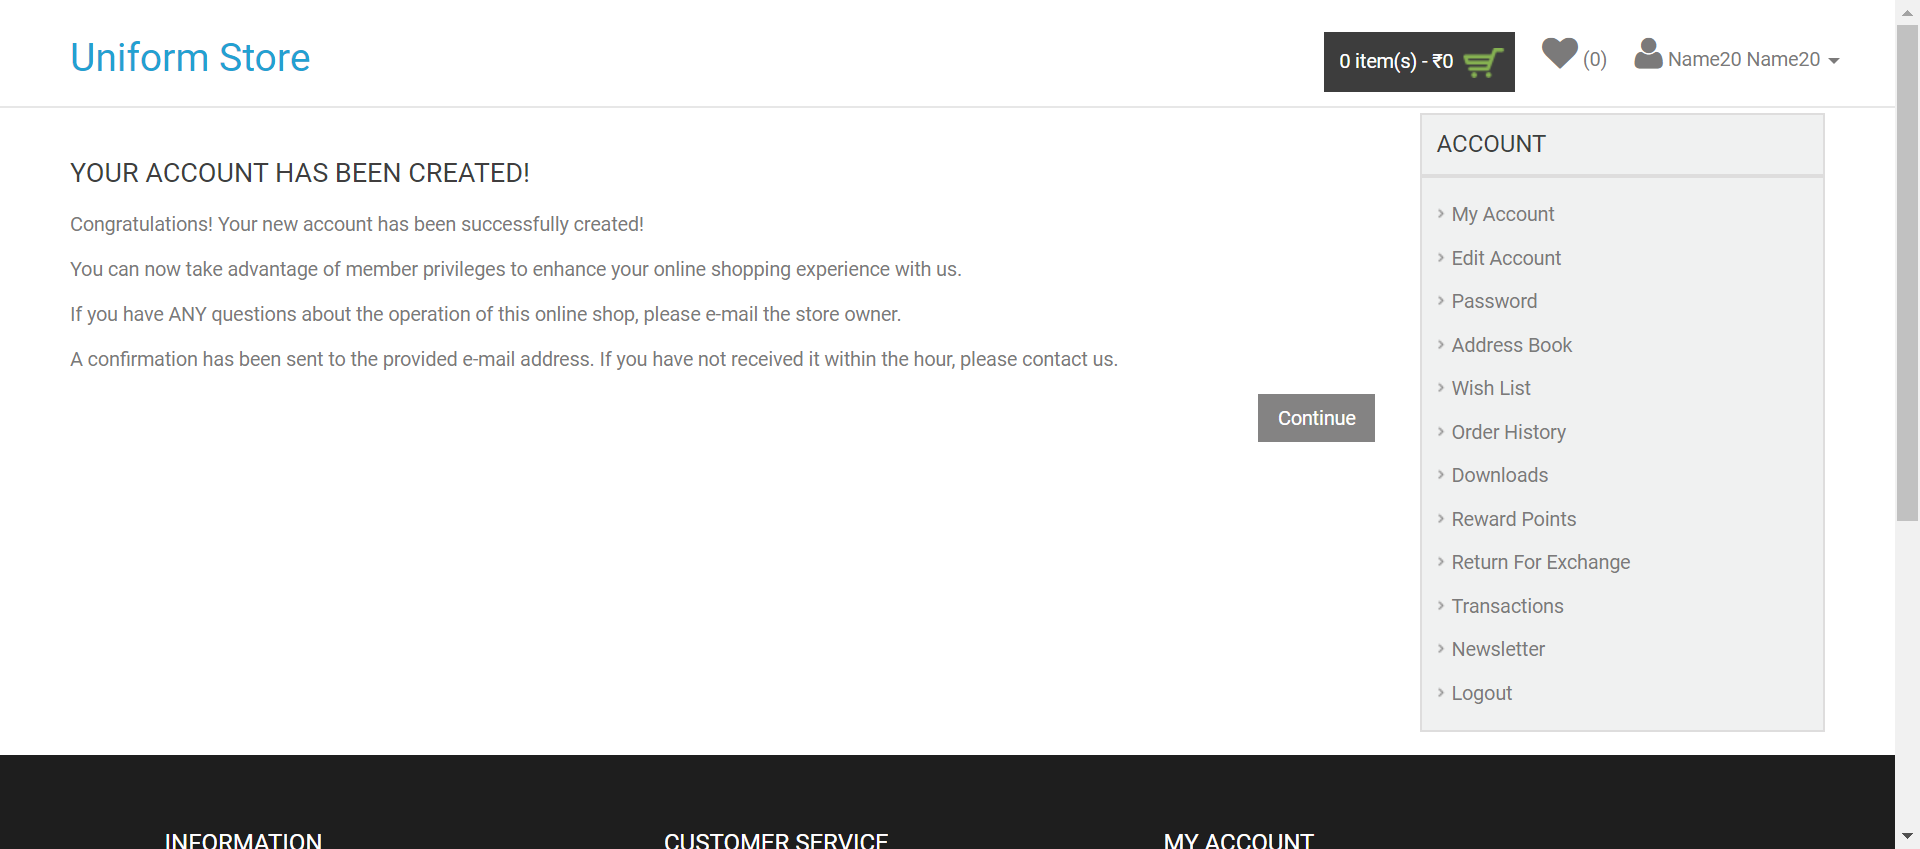 Uniform Store
0 item(s) - ₹0
(0)
Name20 Name20
YOUR ACCOUNT HAS BEEN CREATED!
Congratulations! Your new account has been successfully created!
You can now take advantage of member privileges to enhance your online shopping experience with us.
If you have ANY questions about the operation of this online shop, please e-mail the store owner.
A confirmation has been sent to the provided e-mail address. If you have not received it within the hour, please contact us.
Continue
ACCOUNT
My Account
Edit Account
Password
Address Book
Wish List
Order History
Downloads
Reward Points
Return For Exchange
Transactions
Newsletter
Logout
INFORMATION
CUSTOMER SERVICE
MY ACCOUNT